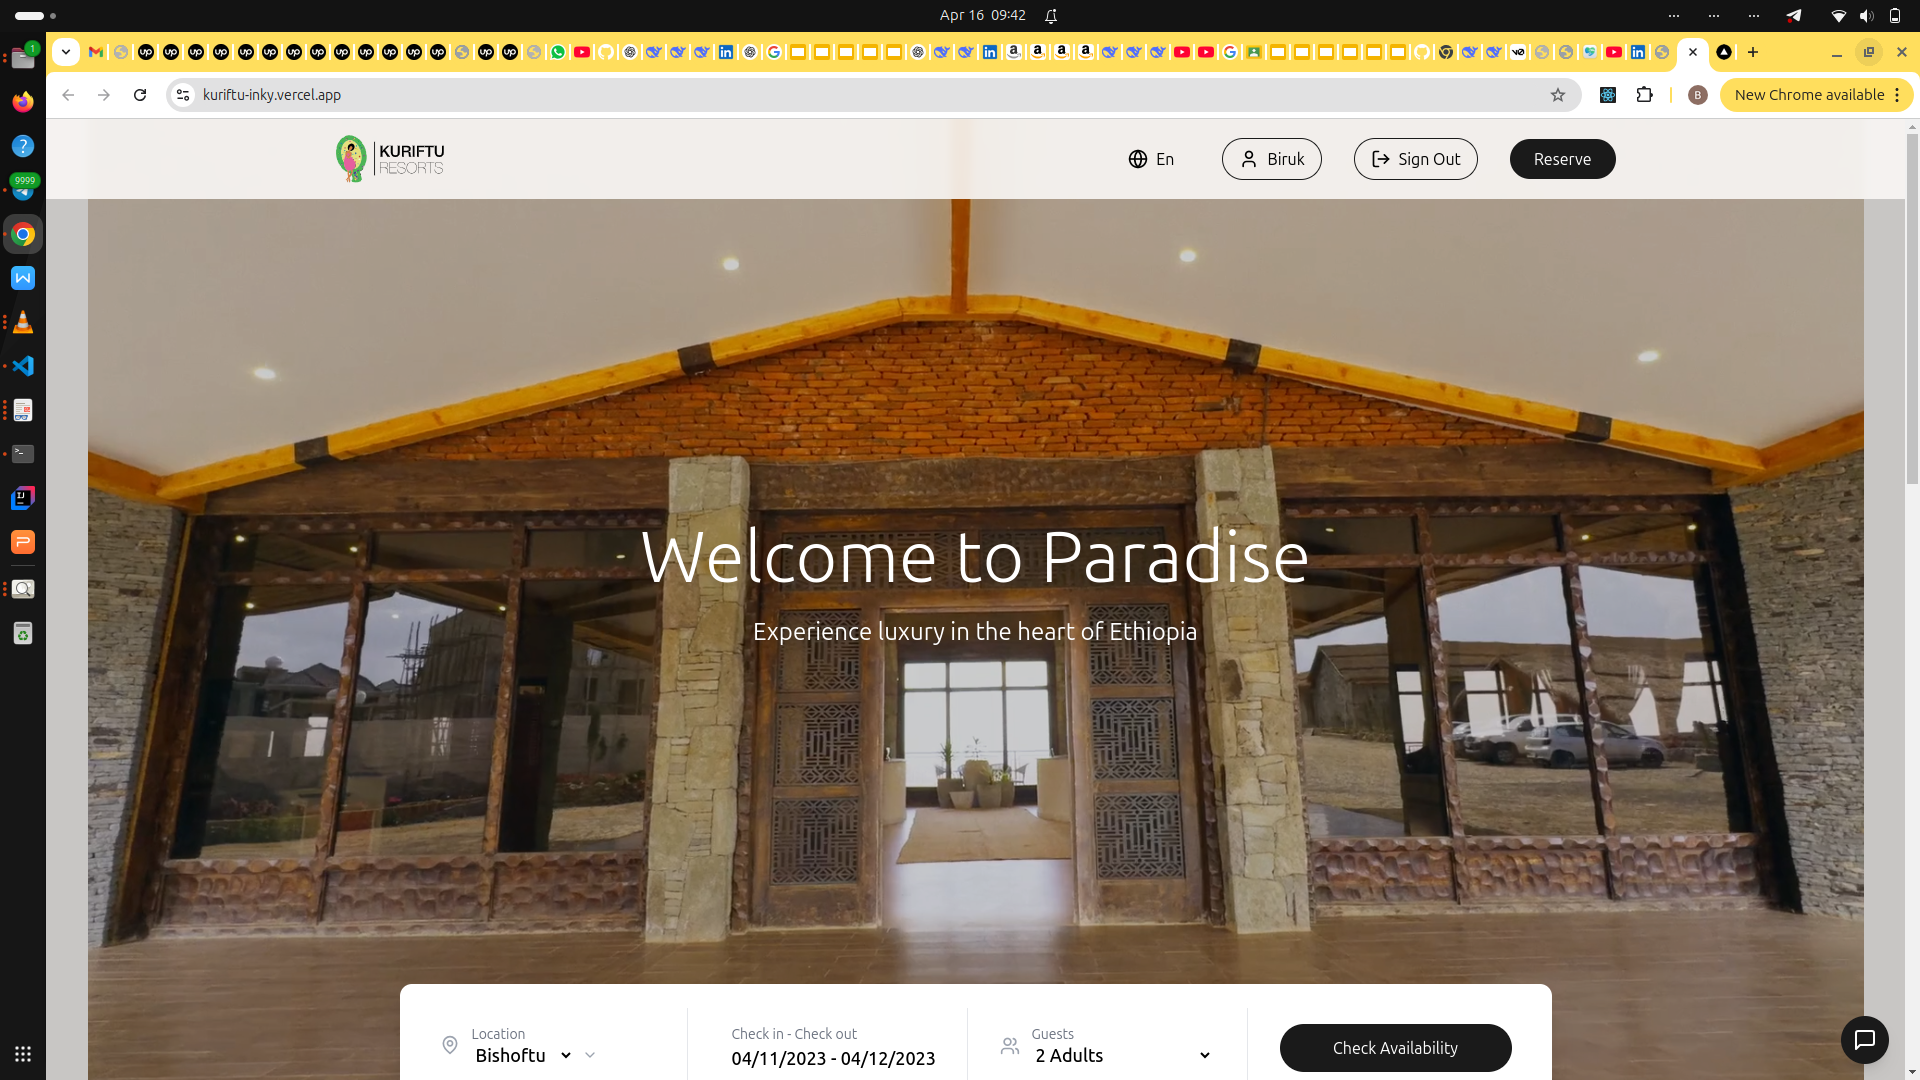 Apr 16 09:42
1
9999
kuriftu-inky.vercel.app
B
New Chrome available
KURIFTU
RESORTS
En
Biruk
Sign Out
Reserve
Welcome to Paradise
Experience luxury in the heart of Ethiopia
Location
Bishoftu
Check in - Check out
04/11/2023 - 04/12/2023
Guests
2 Adults
Check Availability